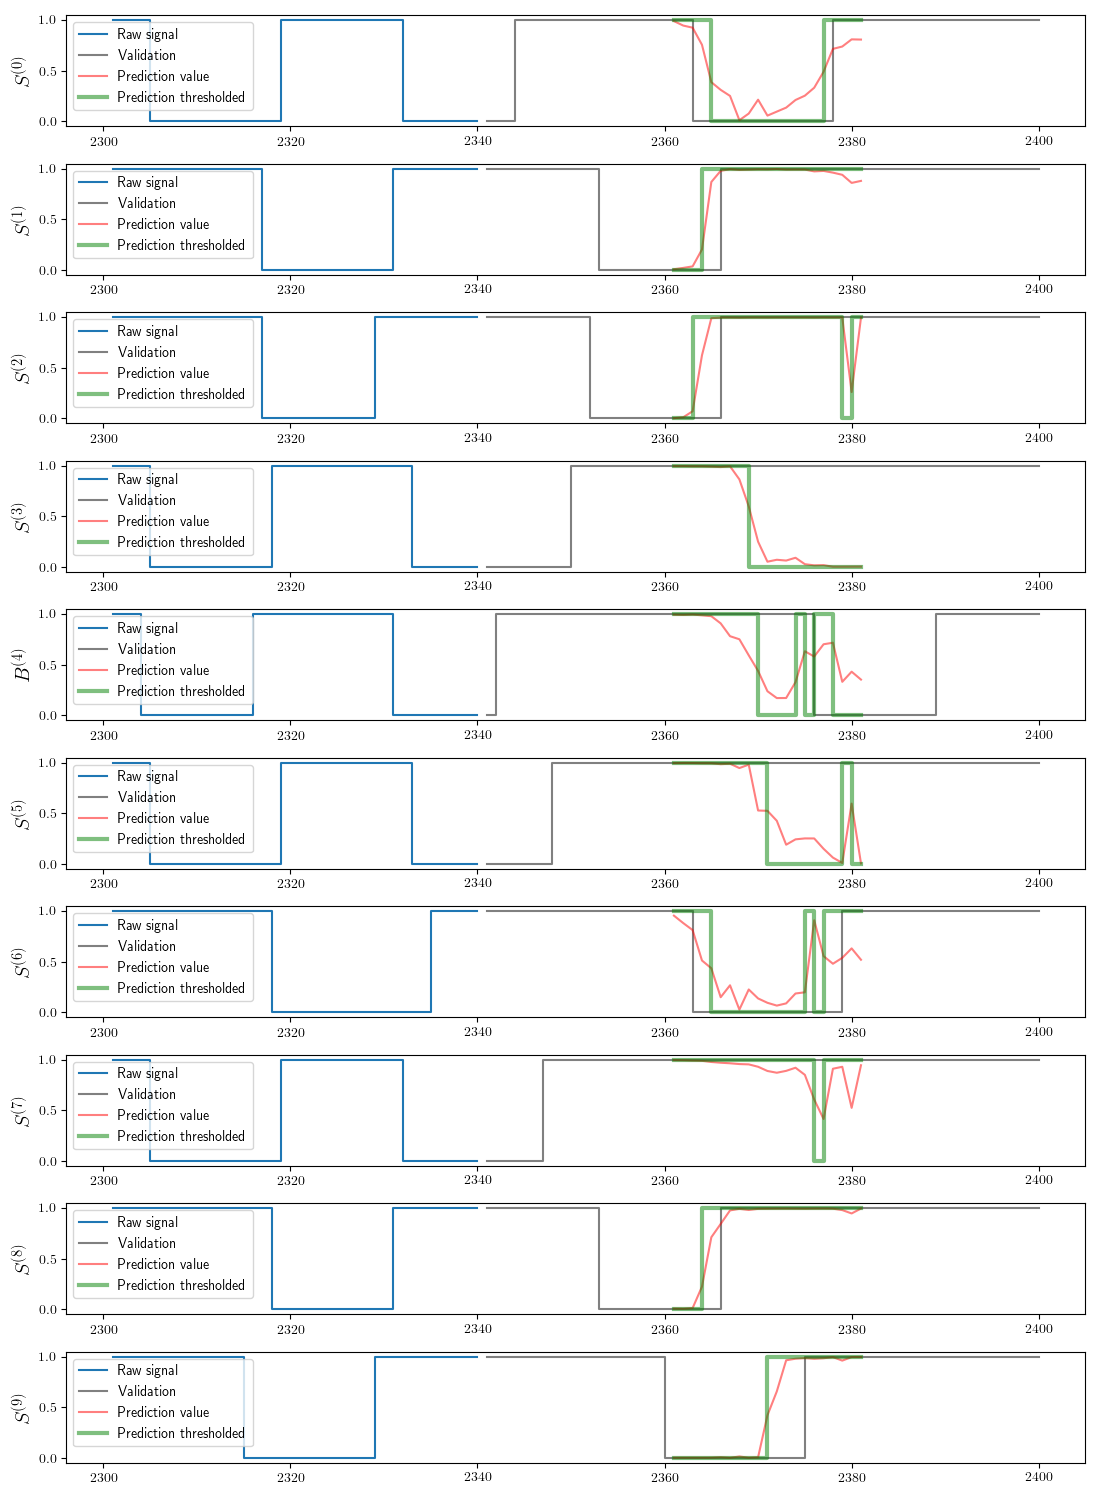 S^(0)
1.0
0.5
0.0
Raw signal
Validation
Prediction value
Prediction thresholded
2300 2320 2340 2360 2380 2400
S^(1)
1.0
0.5
0.0
Raw signal
Validation
Prediction value
Prediction thresholded
2300 2320 2340 2360 2380 2400
S^(2)
1.0
0.5
0.0
Raw signal
Validation
Prediction value
Prediction thresholded
2300 2320 2340 2360 2380 2400
S^(3)
1.0
0.5
0.0
Raw signal
Validation
Prediction value
Prediction thresholded
2300 2320 2340 2360 2380 2400
B^(4)
1.0
0.5
0.0
Raw signal
Validation
Prediction value
Prediction thresholded
2300 2320 2340 2360 2380 2400
S^(5)
1.0
0.5
0.0
Raw signal
Validation
Prediction value
Prediction thresholded
2300 2320 2340 2360 2380 2400
S^(6)
1.0
0.5
0.0
Raw signal
Validation
Prediction value
Prediction thresholded
2300 2320 2340 2360 2380 2400
S^(7)
1.0
0.5
0.0
Raw signal
Validation
Prediction value
Prediction thresholded
2300 2320 2340 2360 2380 2400
S^(8)
1.0
0.5
0.0
Raw signal
Validation
Prediction value
Prediction thresholded
2300 2320 2340 2360 2380 2400
S^(9)
1.0
0.5
0.0
Raw signal
Validation
Prediction value
Prediction thresholded
2300 2320 2340 2360 2380 2400